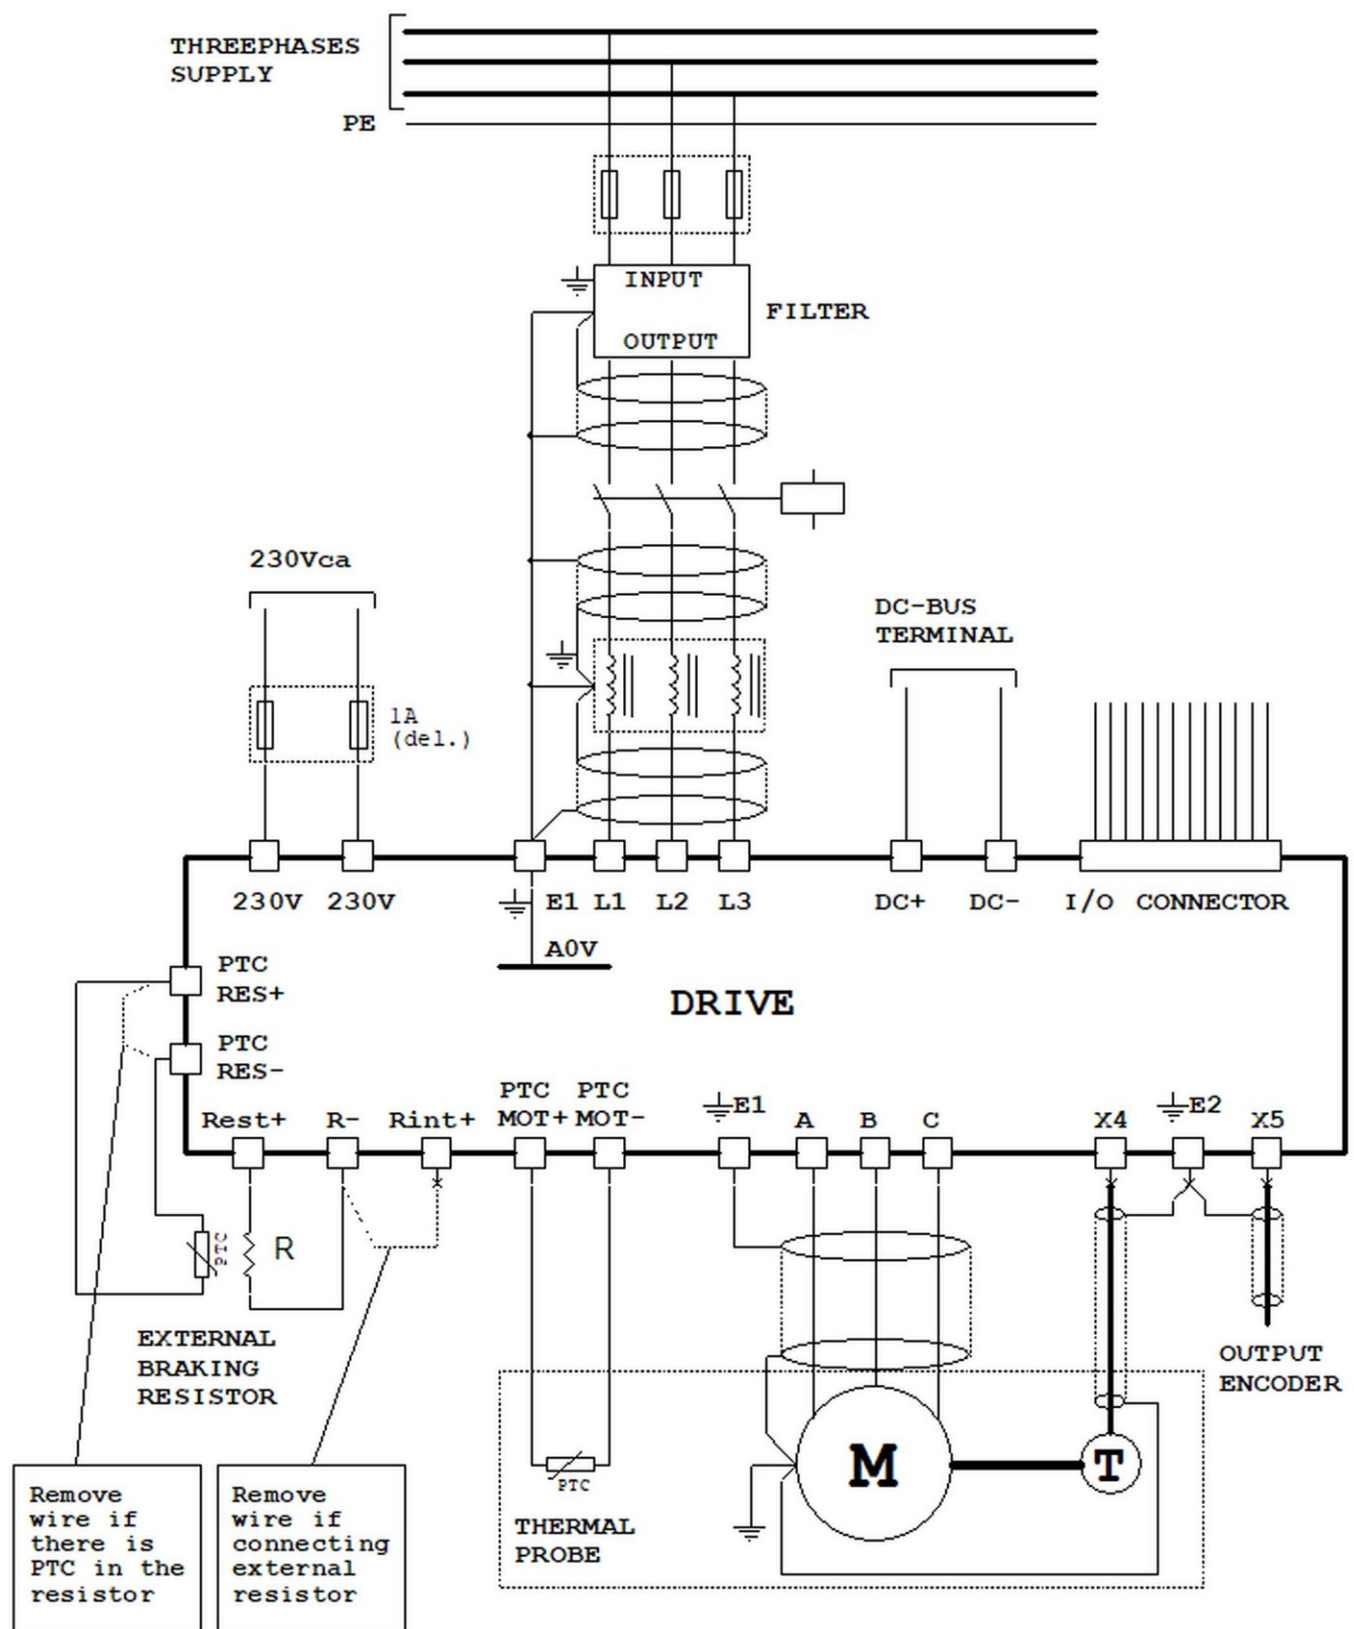 THREEPHASES
SUPPLY
PE
INPUT
FILTER
OUTPUT
230Vca
DC-BUS
TERMINAL
1A
(del.)
230V 230V E1 L1 L2 L3 DC+ DC- I/O CONNECTOR
A0V
PTC
RES+
DRIVE
PTC
RES-
PTC PTC
MOT+ MOT-
Rest+ R- Rint+ E1 A B C X4 E2 X5
PTC
R
EXTERNAL
BRAKING
RESISTOR
OUTPUT
ENCODER
M
T
PTC
THERMAL
PROBE
Remove
wire if
there is
PTC in the
resistor
Remove
wire if
connecting
external
resistor